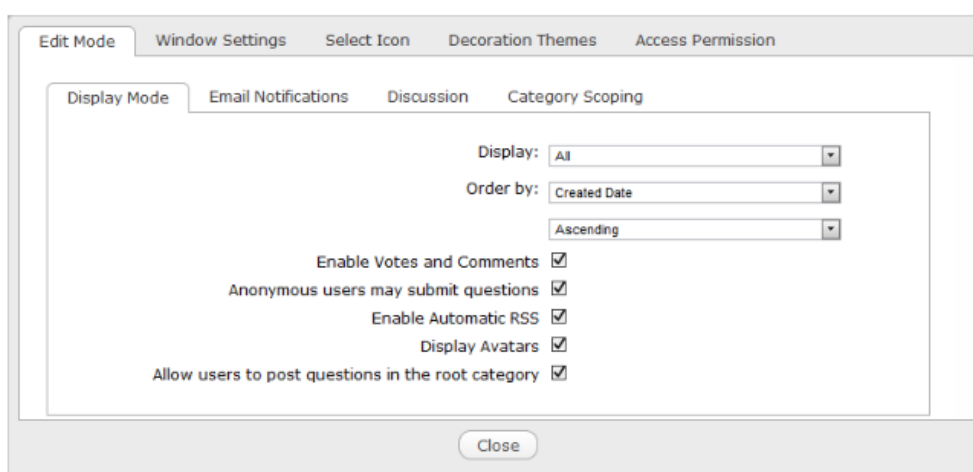 Edit Mode Window Settings Select Icon Decoration Themes Access Permission
Display Mode Email Notifications Discussion Category Scoping
Display: All
Order by: Created Date
Ascending
Enable Votes and Comments
Anonymous users may submit questions
Enable Automatic RSS
Display Avatars
Allow users to post questions in the root category
Close